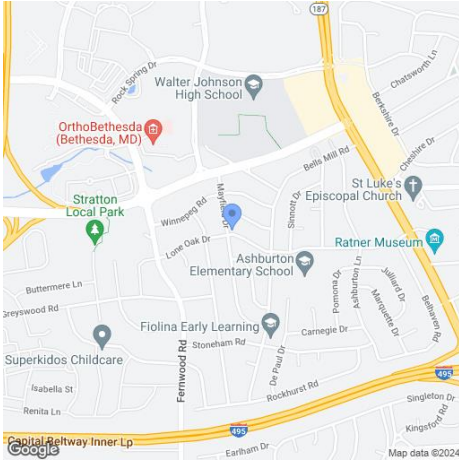 187
Chatsworth Ln
Rock Spring Dr
Walter Johnson
High School
Berkshire Dr
OrthoBethesda
(Bethesda, MD)
Cheshire Dr
Bells Mill Rd
St Luke's
Episcopal Church
Stratton
Local Park
Winnepeg Rd
Mayfield Dr
Sinnott Dr
Ratner Museum
Lone Oak Dr
Ashburton
Elementary School
Ashburton Ln
Julliard Dr
Pomona Dr
Marquette Dr
Belhaven Rd
Buttermere Ln
Greyswood Rd
Fiolina Early Learning
Carnegie Dr
Superkidos Childcare
Fernwood Rd
Stoneham Rd
De Paul Dr
495
Isabella St
Rockhurst Rd
Singleton Dr
Renita Ln
Kingsford Rd
495
Capital Beltway Inner Lp
Earlham Dr
Google
Map data ©2024